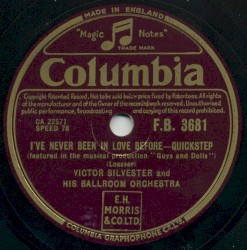 MADE IN ENGLAND
"Magic Notes"
TRADE MARK
Columbia
Copyright Patented Record. Not to be sold below price fixed by Patentees. All rights
of the manufacturer and of the owner of the recorded work reserved. Unauthorised
public performance, broadcasting and copying of this record prohibited.
CA 22571
SPEED 78
F.B. 3681
I'VE NEVER BEEN IN LOVE BEFORE—QUICKSTEP
(featured in the musical production "Guys and Dolls")
(Loesser)
VICTOR SILVESTER and
HIS BALLROOM ORCHESTRA
E.H.
MORRIS
& CO. LTD.
COLUMBIA GRAPHOPHONE CO. LTD.